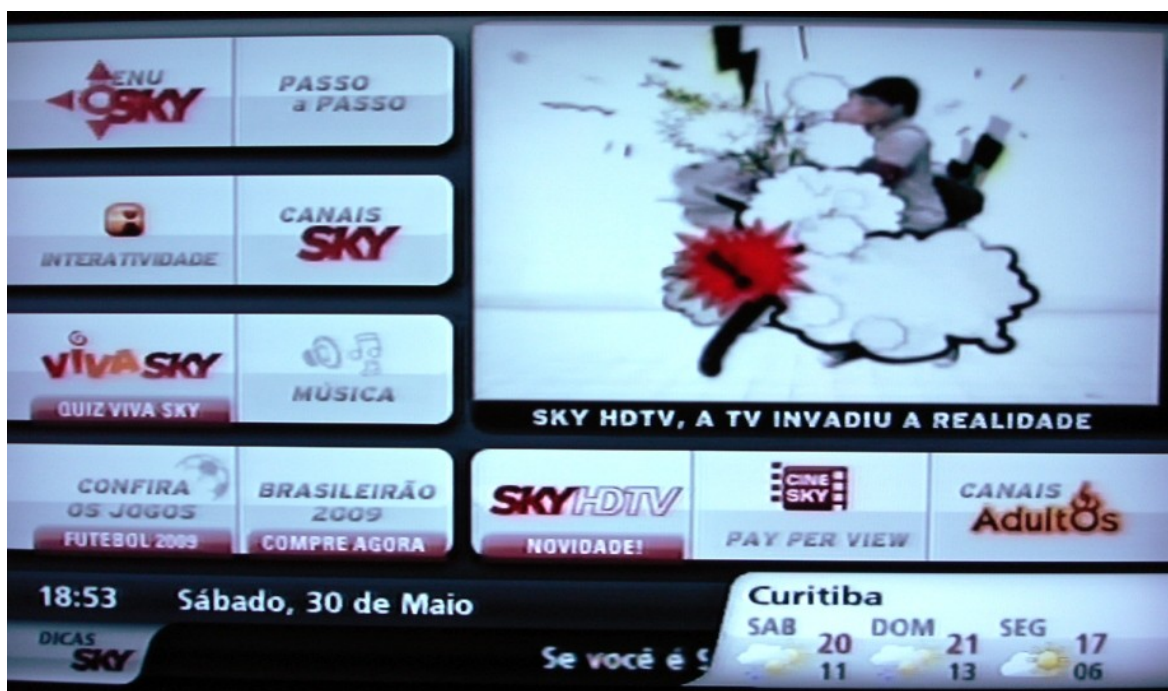 MENU
SKY
PASSO
a PASSO
INTERATIVIDADE
CANAIS
SKY
VIVA SKY
QUIZ VIVA SKY
MÚSICA
SKY HDTV, A TV INVADIU A REALIDADE
CONFIRA
OS JOGOS
FUTEBOL 2009
BRASILEIRÃO
2009
COMPRE AGORA
SKY HDTV
NOVIDADE!
CINE
SKY
PAY PER VIEW
CANAIS
AdultOs
18:53 Sábado, 30 de Maio
DICAS
SKY
Se você é S
Curitiba
SAB 20 11
DOM 21 13
SEG 17 06